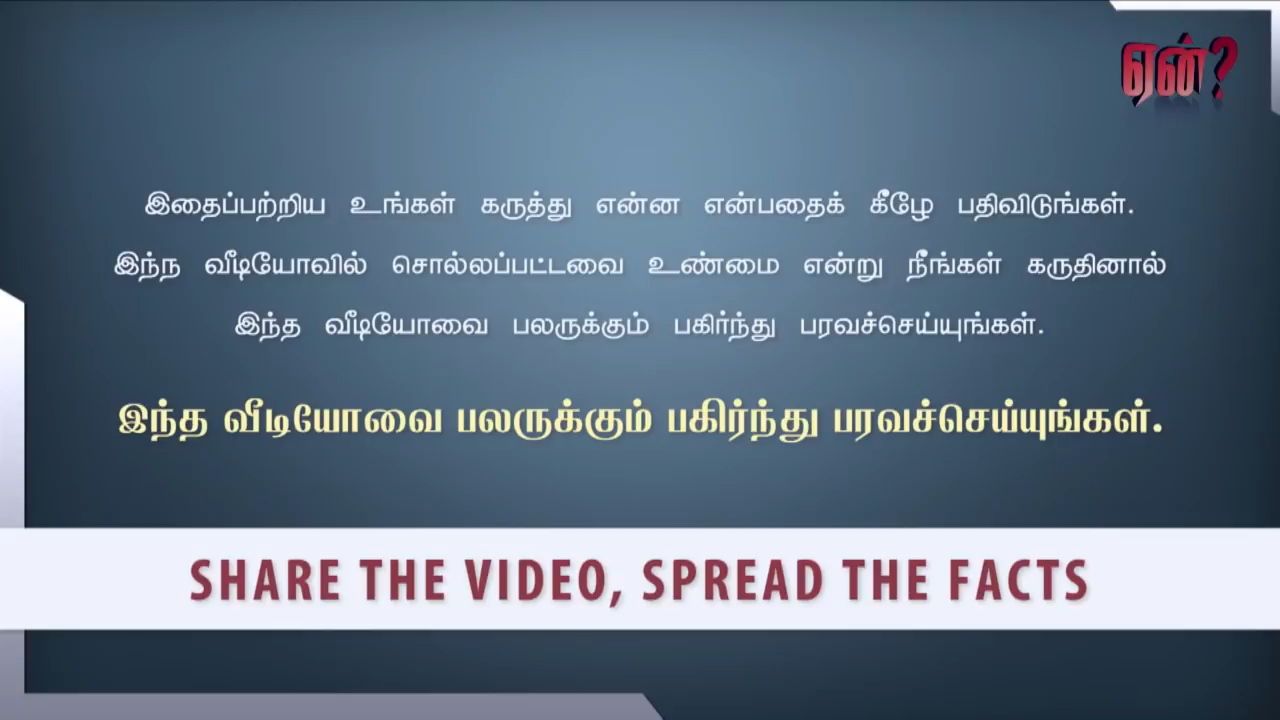 ஏன்?
இதைப்பற்றிய உங்கள் கருத்து என்ன என்பதைக் கீழே பதிவிடுங்கள்.
இந்ந வீடியோவில் சொல்லப்பட்டவை உண்மை என்று நீங்கள் கருதினால்
இந்த வீடியோவை பலருக்கும் பகிர்ந்து பரவச்செய்யுங்கள்.
இந்த வீடியோவை பலருக்கும் பகிர்ந்து பரவச்செய்யுங்கள்.
SHARE THE VIDEO, SPREAD THE FACTS